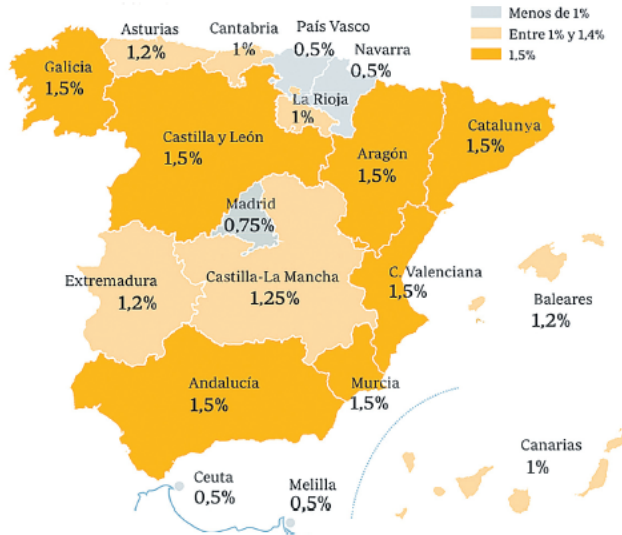 Menos de 1%
Entre 1% y 1,4%
1,5%
Asturias
1,2%
Cantabria
1%
País Vasco
0,5%
Navarra
0,5%
Galicia
1,5%
La Rioja
1%
Castilla y León
1,5%
Aragón
1,5%
Catalunya
1,5%
Madrid
0,75%
Extremadura
1,2%
Castilla-La Mancha
1,25%
C. Valenciana
1,5%
Baleares
1,2%
Andalucía
1,5%
Murcia
1,5%
Canarias
1%
Ceuta
0,5%
Melilla
0,5%